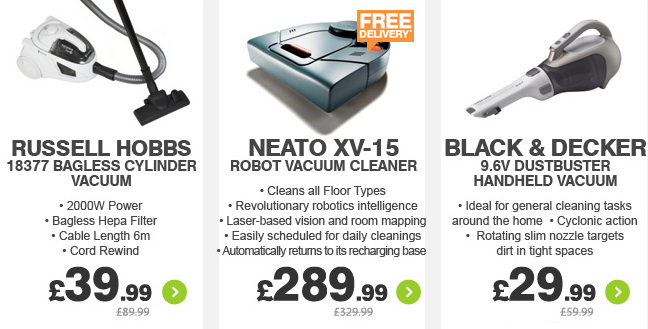 RUSSELL HOBBS
18377 BAGLESS CYLINDER
VACUUM
• 2000W Power
• Bagless Hepa Filter
• Cable Length 6m
• Cord Rewind
£39.99
£89.99
FREE
DELIVERY*
NEATO XV-15
ROBOT VACUUM CLEANER
• Cleans all Floor Types
• Revolutionary robotics intelligence
• Laser-based vision and room mapping
• Easily scheduled for daily cleanings
• Automatically returns to its recharging base
£289.99
£329.99
BLACK & DECKER
9.6V DUSTBUSTER
HANDHELD VACUUM
• Ideal for general cleaning tasks
around the home • Cyclonic action
• Rotating slim nozzle targets
dirt in tight spaces
£29.99
£59.99